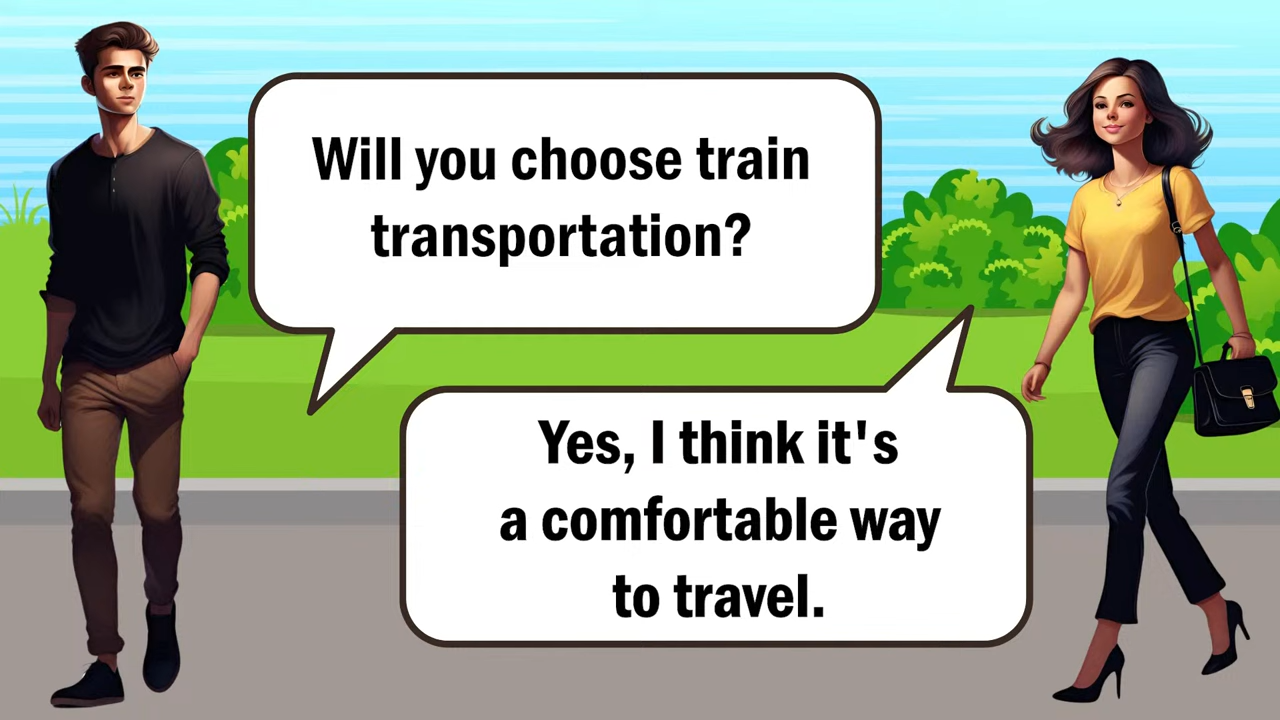 Will you choose train
transportation?
Yes, I think it's
a comfortable way
to travel.